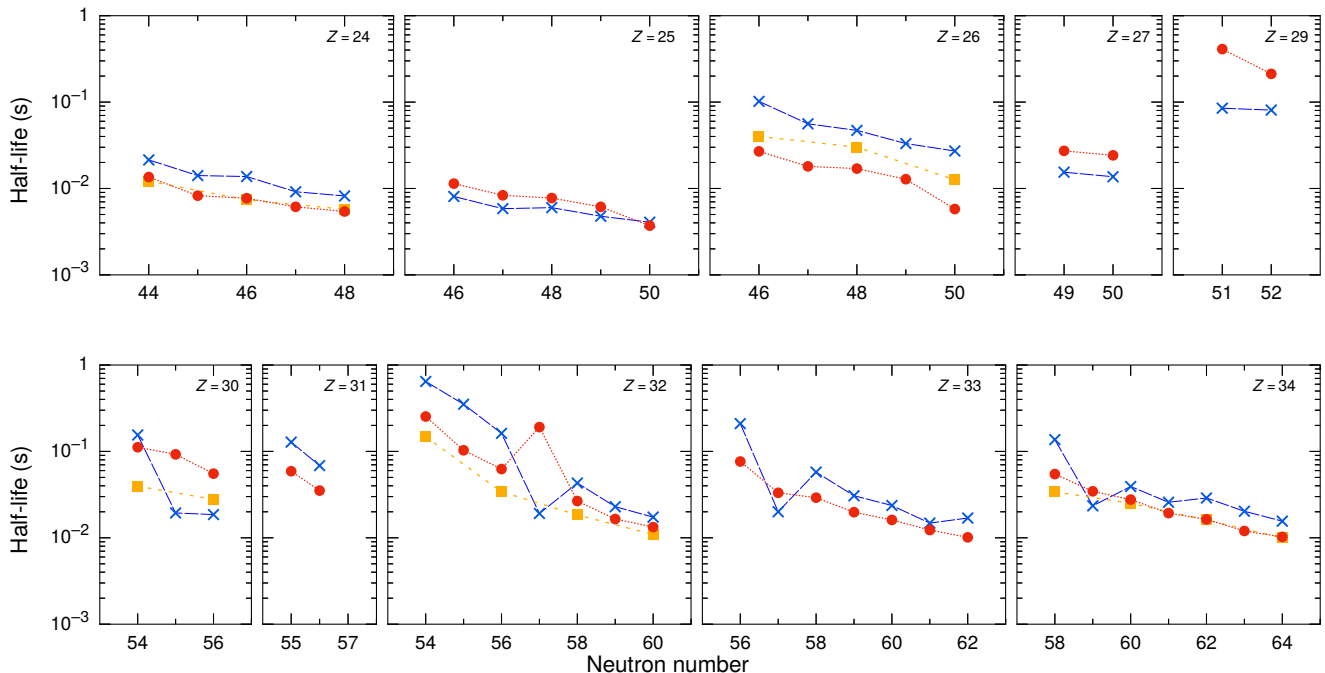 Z = 24 Z = 25 Z = 26 Z = 27 Z = 29
1
10−1
10−2
10−3
Half-life (s)
44 46 48 46 48 50 46 48 50 49 50 51 52
Z = 30 Z = 31 Z = 32 Z = 33 Z = 34
1
10−1
10−2
10−3
Half-life (s)
54 56 55 57 54 56 58 60 56 58 60 62 58 60 62 64
Neutron number